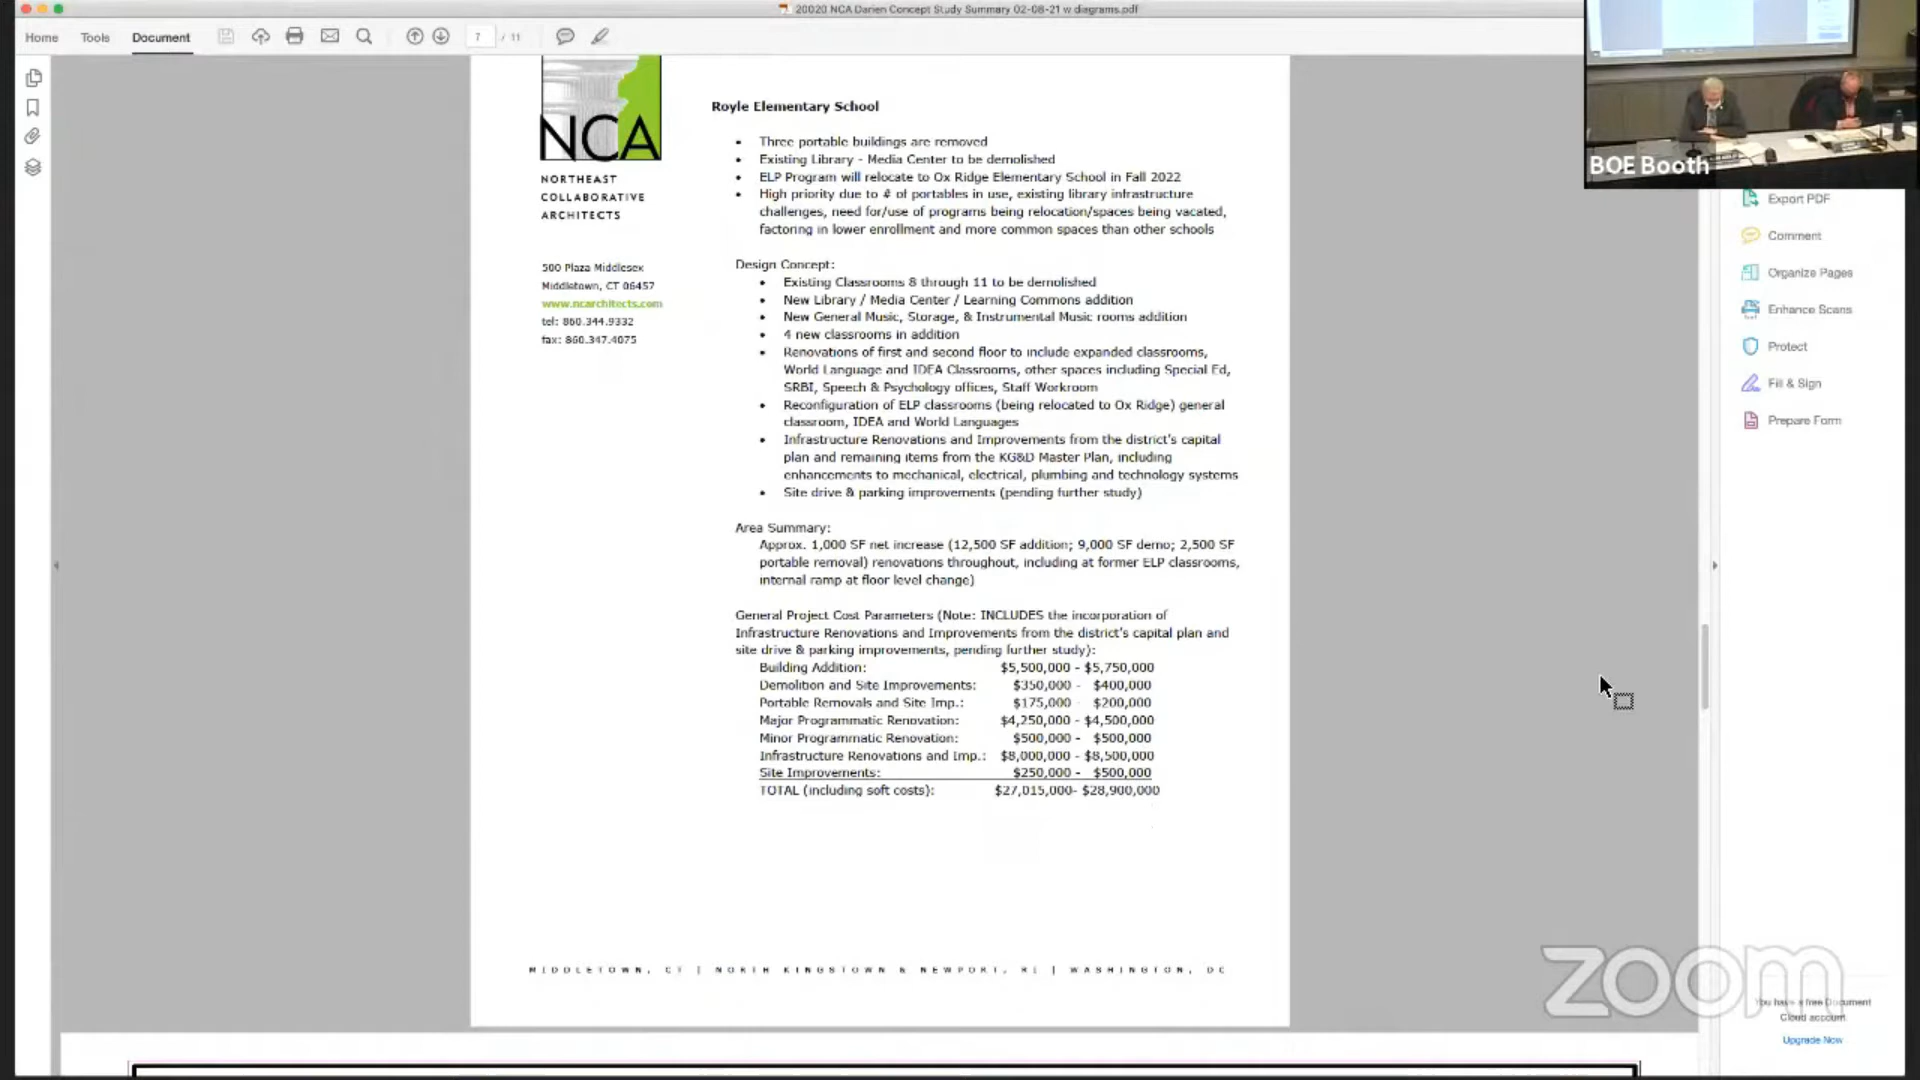 20020 NCA Darien Concept Study Summary 02-08-21 w diagrams.pdf
Home Tools Document 7 / 11
BOE Booth
NCA
NORTHEAST
COLLABORATIVE
ARCHITECTS
500 Plaza Middlesex
Middletown, CT 06457
www.ncarchitects.com
tel: 860.344.9332
fax: 860.347.4075
Royle Elementary School
• Three portable buildings are removed
• Existing Library - Media Center to be demolished
• ELP Program will relocate to Ox Ridge Elementary School in Fall 2022
• High priority due to # of portables in use, existing library infrastructure
challenges, need for/use of programs being relocation/spaces being vacated,
factoring in lower enrollment and more common spaces than other schools
Design Concept:
• Existing Classrooms 8 through 11 to be demolished
• New Library / Media Center / Learning Commons addition
• New General Music, Storage, & Instrumental Music rooms addition
• 4 new classrooms in addition
• Renovations of first and second floor to include expanded classrooms,
World Language and IDEA Classrooms, other spaces including Special Ed,
SRBI, Speech & Psychology offices, Staff Workroom
• Reconfiguration of ELP classrooms (being relocated to Ox Ridge) general
classroom, IDEA and World Languages
• Infrastructure Renovations and Improvements from the district's capital
plan and remaining items from the KG&D Master Plan, including
enhancements to mechanical, electrical, plumbing and technology systems
• Site drive & parking improvements (pending further study)
Area Summary:
Approx. 1,000 SF net increase (12,500 SF addition; 9,000 SF demo; 2,500 SF
portable removal) renovations throughout, including at former ELP classrooms,
internal ramp at floor level change)
General Project Cost Parameters (Note: INCLUDES the incorporation of
Infrastructure Renovations and Improvements from the district's capital plan and
site drive & parking improvements, pending further study):
Building Addition: $5,500,000 - $5,750,000
Demolition and Site Improvements: $350,000 - $400,000
Portable Removals and Site Imp.: $175,000 - $200,000
Major Programmatic Renovation: $4,250,000 - $4,500,000
Minor Programmatic Renovation: $500,000 - $500,000
Infrastructure Renovations and Imp.: $8,000,000 - $8,500,000
Site Improvements: $250,000 - $500,000
TOTAL (including soft costs): $27,015,000- $28,900,000
MIDDLETOWN, CT | NORTH KINGSTOWN & NEWPORT, RI | WASHINGTON, DC
Export PDF
Comment
Organize Pages
Enhance Scans
Protect
Fill & Sign
Prepare Form
zoom
You have a free Document
Cloud account
Upgrade Now